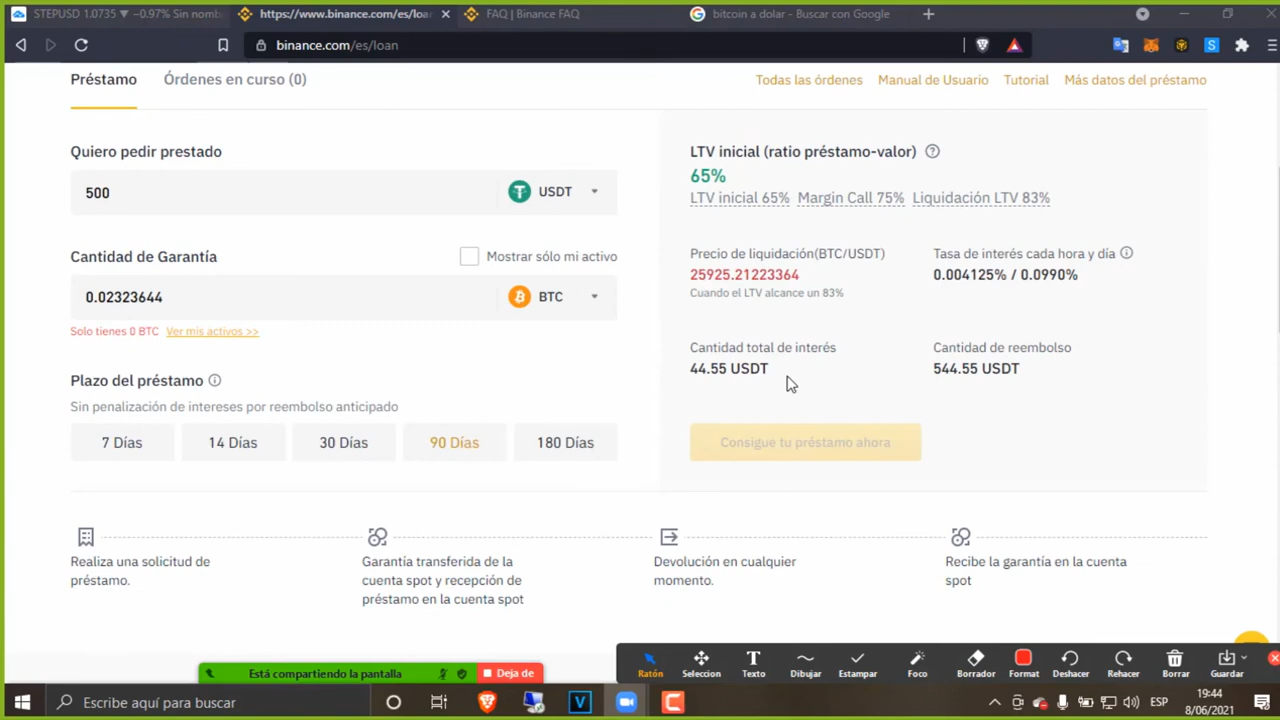 STEPUSD 1.0735 ▼ −0.97% Sin nomb
https://www.binance.com/es/loan
FAQ | Binance FAQ
bitcoin a dolar - Buscar con Google
binance.com/es/loan
Préstamo
Órdenes en curso (0)
Todas las órdenes
Manual de Usuario
Tutorial
Más datos del préstamo
Quiero pedir prestado
500
USDT
Cantidad de Garantía
Mostrar sólo mi activo
0.02323644
BTC
Solo tienes 0 BTC Ver mis activos >>
Plazo del préstamo
Sin penalización de intereses por reembolso anticipado
7 Días
14 Días
30 Días
90 Días
180 Días
LTV inicial (ratio préstamo-valor)
65%
LTV inicial 65% Margin Call 75% Liquidación LTV 83%
Precio de liquidación(BTC/USDT)
25925.21223364
Cuando el LTV alcance un 83%
Tasa de interés cada hora y día
0.004125% / 0.0990%
Cantidad total de interés
44.55 USDT
Cantidad de reembolso
544.55 USDT
Consigue tu préstamo ahora
Realiza una solicitud de
préstamo.
Garantía transferida de la
cuenta spot y recepción de
préstamo en la cuenta spot
Devolución en cualquier
momento.
Recibe la garantía en la cuenta
spot
Está compartiendo la pantalla
Deja de
Ratón
Selección
Texto
Dibujar
Estampar
Foco
Borrador
Format
Deshacer
Rehacer
Borrar
Guardar
Escribe aquí para buscar
ESP
19:44
8/06/2021